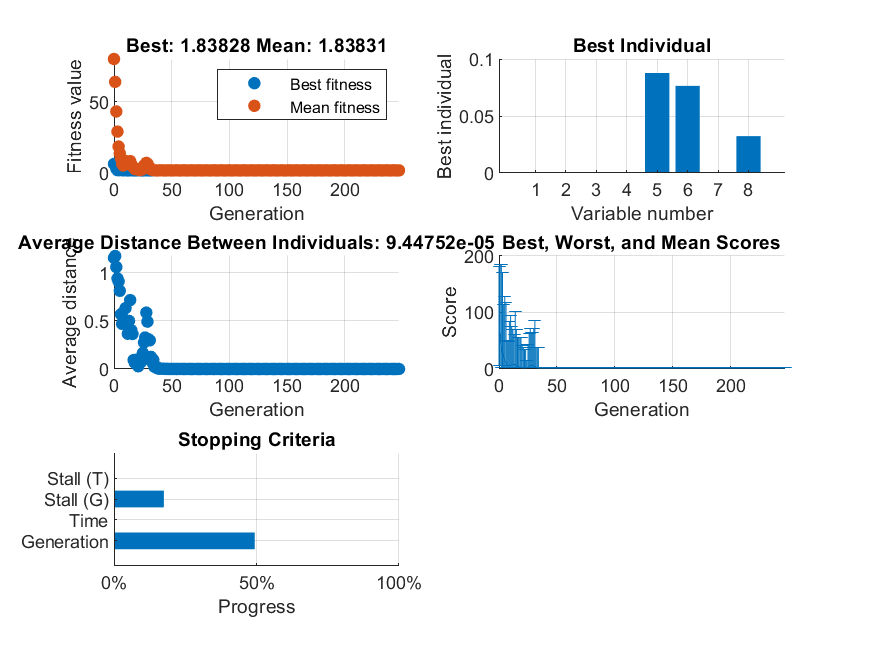 Best: 1.83828 Mean: 1.83831
Fitness value
50
0
Best fitness
Mean fitness
0 50 100 150 200
Generation
Best Individual
Best individual
0.1
0.05
0
1 2 3 4 5 6 7 8
Variable number
Average Distance Between Individuals: 9.44752e-05
Average distance
1
0.5
0
0 50 100 150 200
Generation
Best, Worst, and Mean Scores
Score
200
100
0
0 50 100 150 200
Generation
Stopping Criteria
Stall (T)
Stall (G)
Time
Generation
0% 50% 100%
Progress